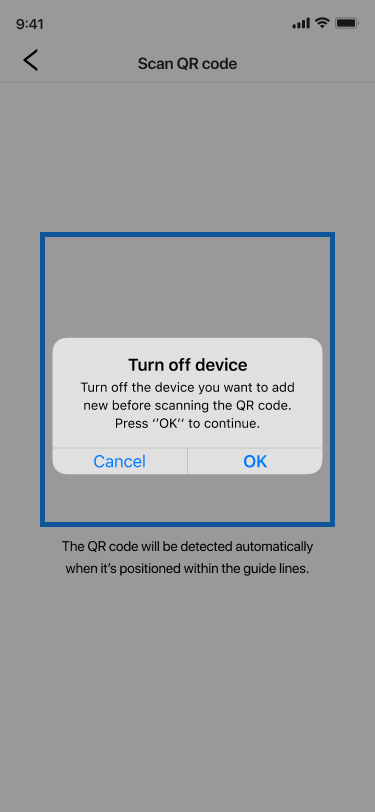 9:41
Scan QR code
Turn off device
Turn off the device you want to add
new before scanning the QR code.
Press ‘‘OK’’ to continue.
Cancel
OK
The QR code will be detected automatically
when it’s positioned within the guide lines.